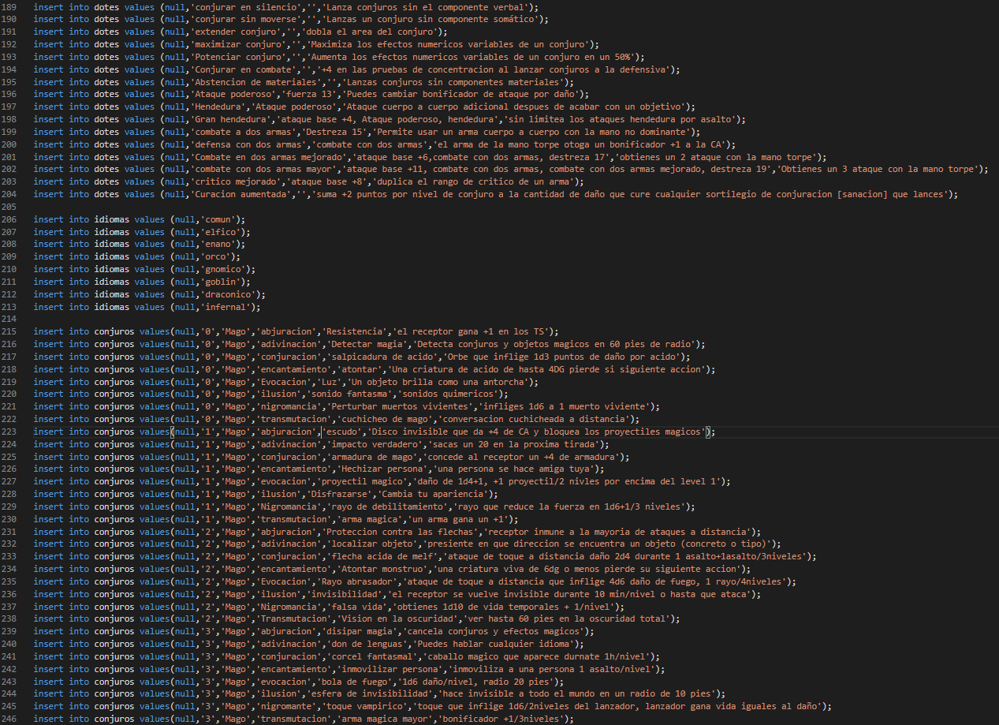 189 insert into dotes values (null,'conjurar en silencio','','Lanza conjuros sin el componente verbal');
190 insert into dotes values (null,'conjurar sin moverse','','Lanzas un conjuro sin componente somático');
191 insert into dotes values (null,'extender conjuro','','dobla el area del conjuro');
192 insert into dotes values (null,'maximizar conjuro','','Maximiza los efectos numericos variables de un conjuro');
193 insert into dotes values (null,'Potenciar conjuro','','Aumenta los efectos numericos variables de un conjuro en un 50%');
194 insert into dotes values (null,'Conjurar en combate','','+4 en las pruebas de concentracion al lanzar conjuros a la defensiva');
195 insert into dotes values (null,'Abstencion de materiales','','Lanzas conjuros sin componentes materiales');
196 insert into dotes values (null,'Ataque poderoso','fuerza 13','Puedes cambiar bonificador de ataque por daño');
197 insert into dotes values (null,'Hendedura','Ataque poderoso','Ataque cuerpo a cuerpo adicional despues de acabar con un objetivo');
198 insert into dotes values (null,'Gran hendedura','ataque base +4, Ataque poderoso, hendedura','sin limitea los ataques hendedura por asalto');
199 insert into dotes values (null,'combate a dos armas','Destreza 15','Permite usar un arma cuerpo a cuerpo con la mano no dominante');
200 insert into dotes values (null,'defensa con dos armas','combate con dos armas','el arma de la mano torpe otoga un bonificador +1 a la CA');
201 insert into dotes values (null,'Combate en dos armas mejorado','ataque base +6,combate con dos armas, destreza 17','obtienes un 2 ataque con la mano torpe');
202 insert into dotes values (null,'combate con dos armas mayor','ataque base +11, combate con dos armas, combate con dos armas mejorado, destreza 19','Obtienes un 3 ataque con la mano torpe');
203 insert into dotes values (null,'critico mejorado','ataque base +8','duplica el rango de critico de un arma');
204 insert into dotes values (null,'Curacion aumentada','','suma +2 puntos por nivel de conjuro a la cantidad de daño que cure cualquier sortilegio de conjuracion [sanacion] que lances');
205
206 insert into idiomas values (null,'comun');
207 insert into idiomas values (null,'elfico');
208 insert into idiomas values (null,'enano');
209 insert into idiomas values (null,'orco');
210 insert into idiomas values (null,'gnomico');
211 insert into idiomas values (null,'goblin');
212 insert into idiomas values (null,'draconico');
213 insert into idiomas values (null,'infernal');
214
215 insert into conjuros values(null,'0','Mago','abjuracion','Resistencia','el receptor gana +1 en los TS');
216 insert into conjuros values(null,'0','Mago','adivinacion','Detectar magia','Detecta conjuros y objetos magicos en 60 pies de radio');
217 insert into conjuros values(null,'0','Mago','conjuracion','salpicadura de acido','Orbe que inflige 1d3 puntos de daño por acido');
218 insert into conjuros values(null,'0','Mago','encantamiento','atontar','Una criatura de acido de hasta 4DG pierde si siguiente accion');
219 insert into conjuros values(null,'0','Mago','Evocacion','Luz','Un objeto brilla como una antorcha');
220 insert into conjuros values(null,'0','Mago','ilusion','sonido fantasma','sonidos quimericos');
221 insert into conjuros values(null,'0','Mago','nigromancia','Perturbar muertos vivientes','infliges 1d6 a 1 muerto viviente');
222 insert into conjuros values(null,'0','Mago','transmutacion','cuchicheo de mago','conversacion cuchicheada a distancia');
223 insert into conjuros values(null,'1','Mago','abjuracion','escudo','Disco invisible que da +4 de CA y bloquea los proyectiles magicos');
224 insert into conjuros values(null,'1','Mago','adivinacion','impacto verdadero','sacas un 20 en la proxima tirada');
225 insert into conjuros values(null,'1','Mago','conjuracion','armadura de mago','concede al receptor un +4 de armadura');
226 insert into conjuros values(null,'1','Mago','encantamiento','Hechizar persona','una persona se hace amiga tuya');
227 insert into conjuros values(null,'1','Mago','evocacion','proyectil magico','daño de 1d4+1, +1 proyectil/2 nivles por encima del level 1');
228 insert into conjuros values(null,'1','Mago','ilusion','Disfrazarse','Cambia tu apariencia');
229 insert into conjuros values(null,'1','Mago','Nigromancia','rayo de debilitamiento','rayo que reduce la fuerza en 1d6+1/3 niveles');
230 insert into conjuros values(null,'1','Mago','transmutacion','arma magica','un arma gana un +1');
231 insert into conjuros values(null,'2','Mago','abjuracion','Proteccion contra las flechas','receptor inmune a la mayoria de ataques a distancia');
232 insert into conjuros values(null,'2','Mago','adivinacion','localizar objeto','presiente en que direccion se encuentra un objeto (concreto o tipo)');
233 insert into conjuros values(null,'2','Mago','conjuracion','flecha acida de melf','ataque de toque a distancia daño 2d4 durante 1 asalto+1asalto/3niveles');
234 insert into conjuros values(null,'2','Mago','encantamiento','Atontar monstruo','una criatura viva de 6dg o menos pierde su siguiente accion');
235 insert into conjuros values(null,'2','Mago','Evocacion','Rayo abrasador','ataque de toque a distancia que inflige 4d6 daño de fuego, 1 rayo/4niveles');
236 insert into conjuros values(null,'2','Mago','ilusion','invisibilidad','el receptor se vuelve invisible durante 10 min/nivel o hasta que ataca');
237 insert into conjuros values(null,'2','Mago','Nigromancia','falsa vida','obtienes 1d10 de vida temporales + 1/nivel');
238 insert into conjuros values(null,'2','Mago','Transmutacion','Vision en la oscuridad','ver hasta 60 pies en la oscuridad total');
239 insert into conjuros values(null,'3','Mago','abjuracion','disipar magia','cancela conjuros y efectos magicos');
240 insert into conjuros values(null,'3','Mago','adivinacion','don de lenguas','Puedes hablar cualquier idioma');
241 insert into conjuros values(null,'3','Mago','conjuracion','corcel fantasmal','caballo magico que aparece durnate 1h/nivel');
242 insert into conjuros values(null,'3','Mago','encantamiento','inmovilizar persona','inmoviliza a una persona 1 asalto/nivel');
243 insert into conjuros values(null,'3','Mago','evocacion','bola de fuego','1d6 daño/nivel, radio 20 pies');
244 insert into conjuros values(null,'3','Mago','ilusion','esfera de invisibilidad','hace invisible a todo el mundo en un radio de 10 pies');
245 insert into conjuros values(null,'3','Mago','nigromante','toque vampirico','toque que inflige 1d6/2niveles del lanzador, lanzador gana vida iguales al daño');
246 insert into conjuros values(null,'3','Mago','transmutacion','arma magica mayor','bonificador +1/3niveles');